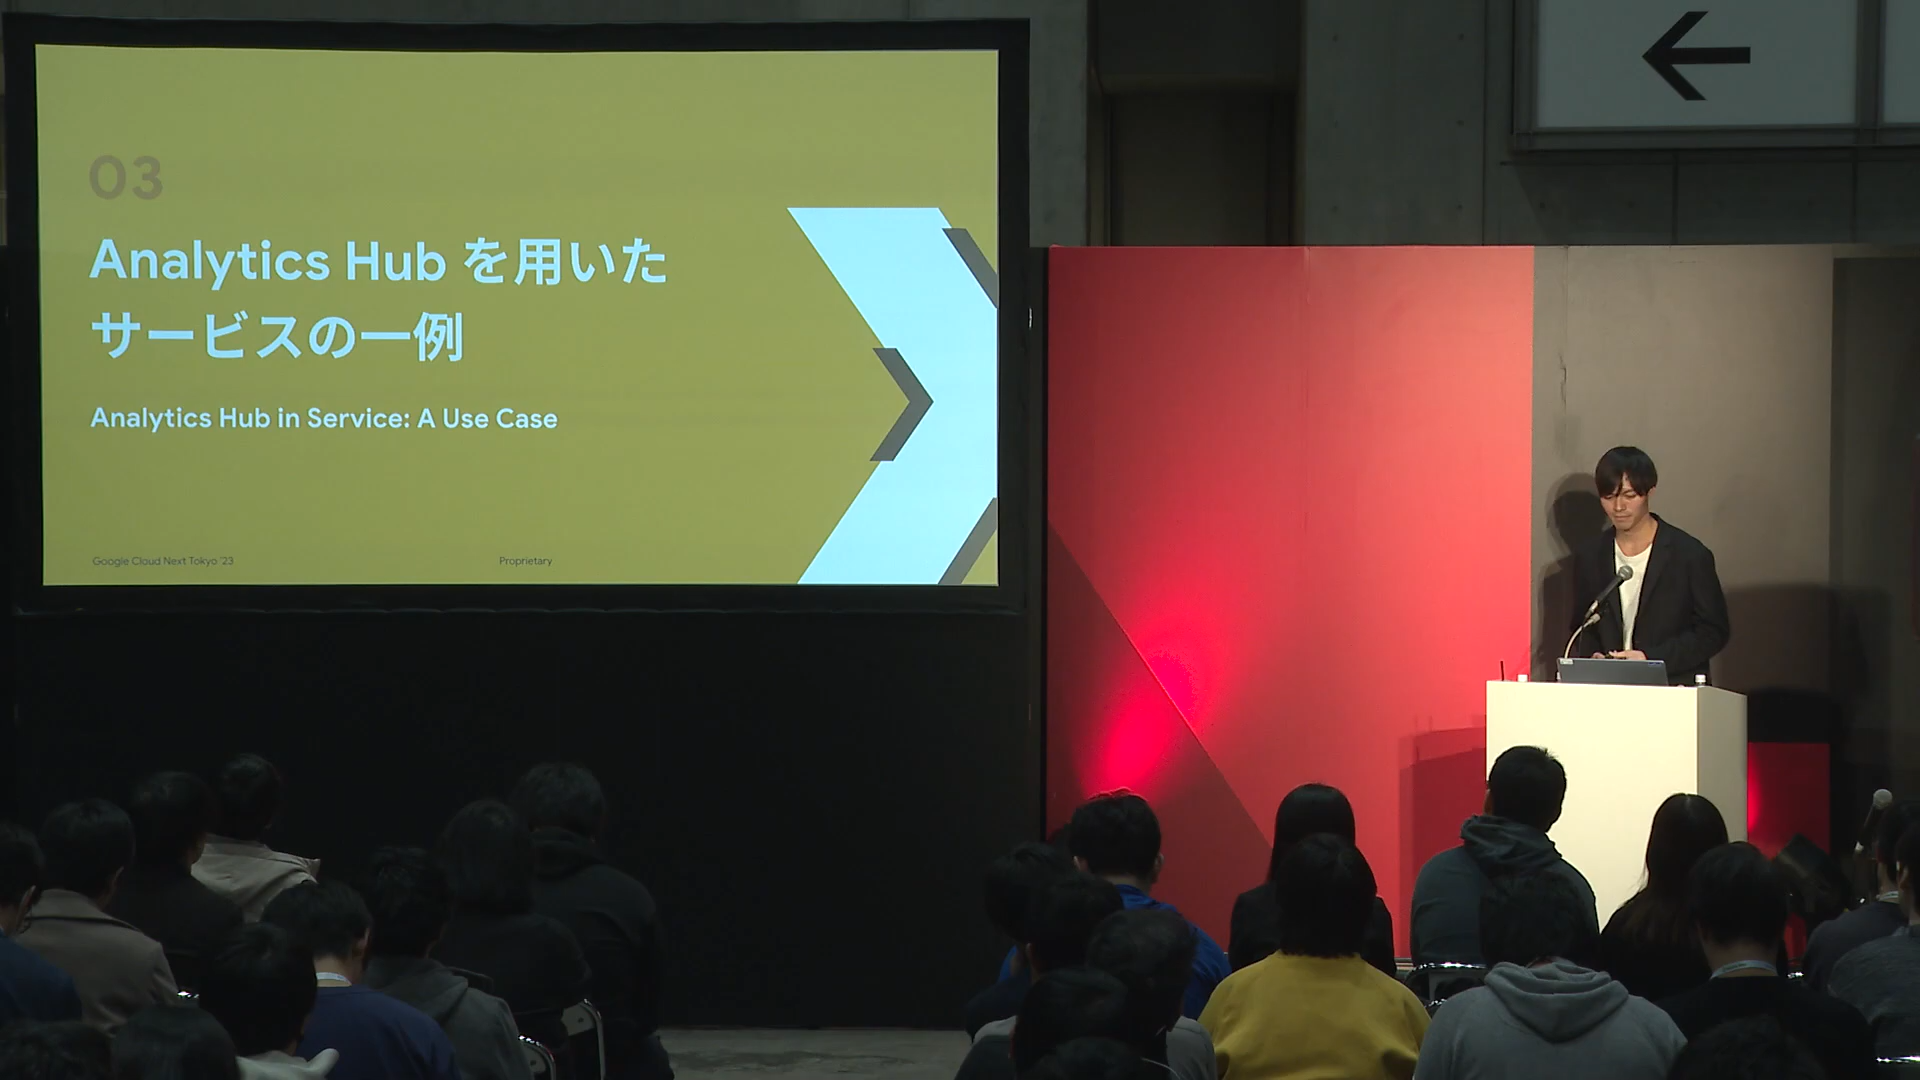 03
Analytics Hub を用いた
サービスの一例
Analytics Hub in Service: A Use Case
Google Cloud Next Tokyo '23
Proprietary